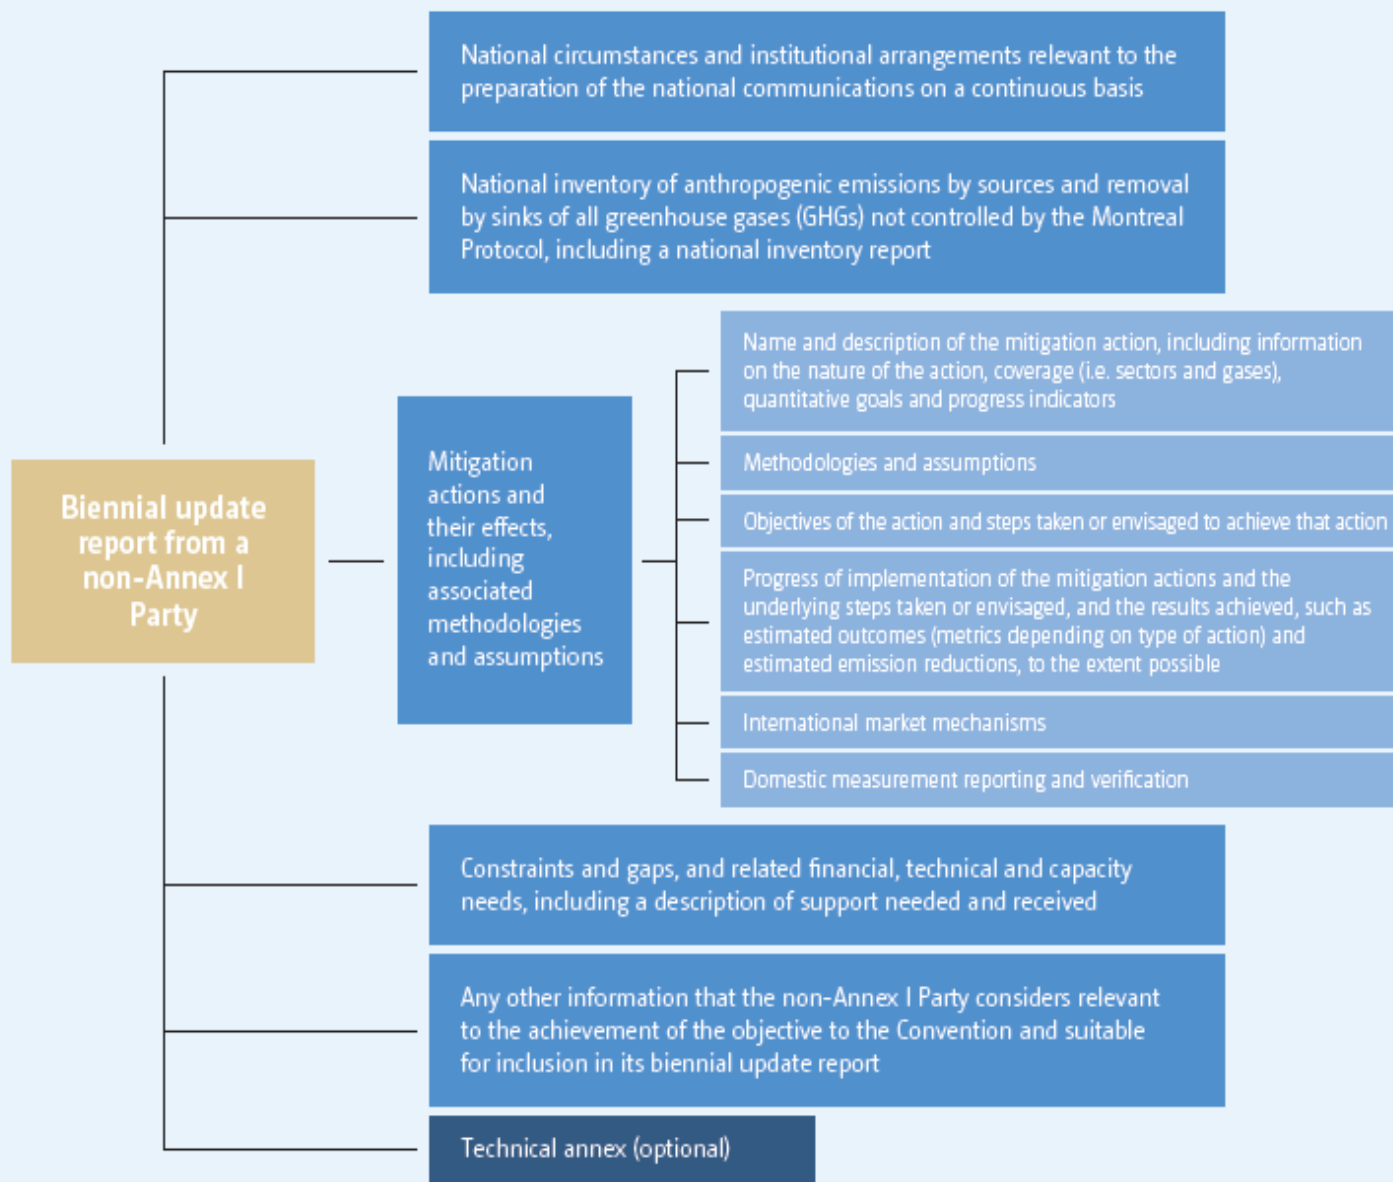 National circumstances and institutional arrangements relevant to the
preparation of the national communications on a continuous basis
National inventory of anthropogenic emissions by sources and removal
by sinks of all greenhouse gases (GHGs) not controlled by the Montreal
Protocol, including a national inventory report
Biennial update
report from a
non-Annex I
Party
Mitigation
actions and
their effects,
including
associated
methodologies
and assumptions
Name and description of the mitigation action, including information
on the nature of the action, coverage (i.e. sectors and gases),
quantitative goals and progress indicators
Methodologies and assumptions
Objectives of the action and steps taken or envisaged to achieve that action
Progress of implementation of the mitigation actions and the
underlying steps taken or envisaged, and the results achieved, such as
estimated outcomes (metrics depending on type of action) and
estimated emission reductions, to the extent possible
International market mechanisms
Domestic measurement reporting and verification
Constraints and gaps, and related financial, technical and capacity
needs, including a description of support needed and received
Any other information that the non-Annex I Party considers relevant
to the achievement of the objective to the Convention and suitable
for inclusion in its biennial update report
Technical annex (optional)